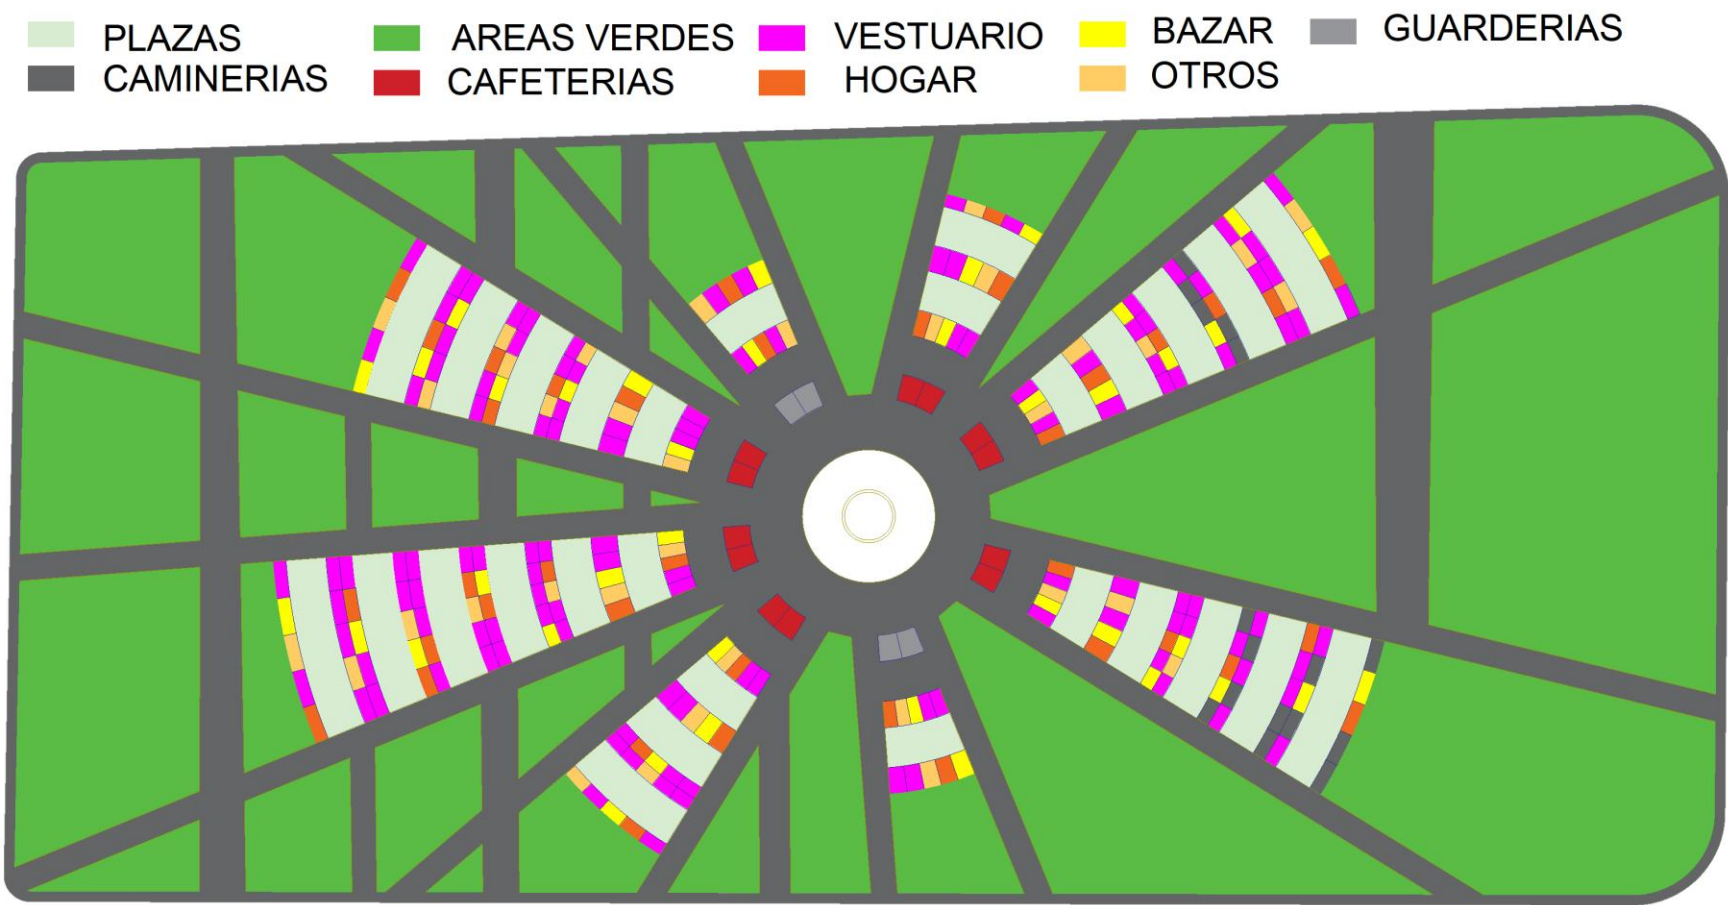 PLAZAS
AREAS VERDES
VESTUARIO
BAZAR
GUARDERIAS
CAMINERIAS
CAFETERIAS
HOGAR
OTROS